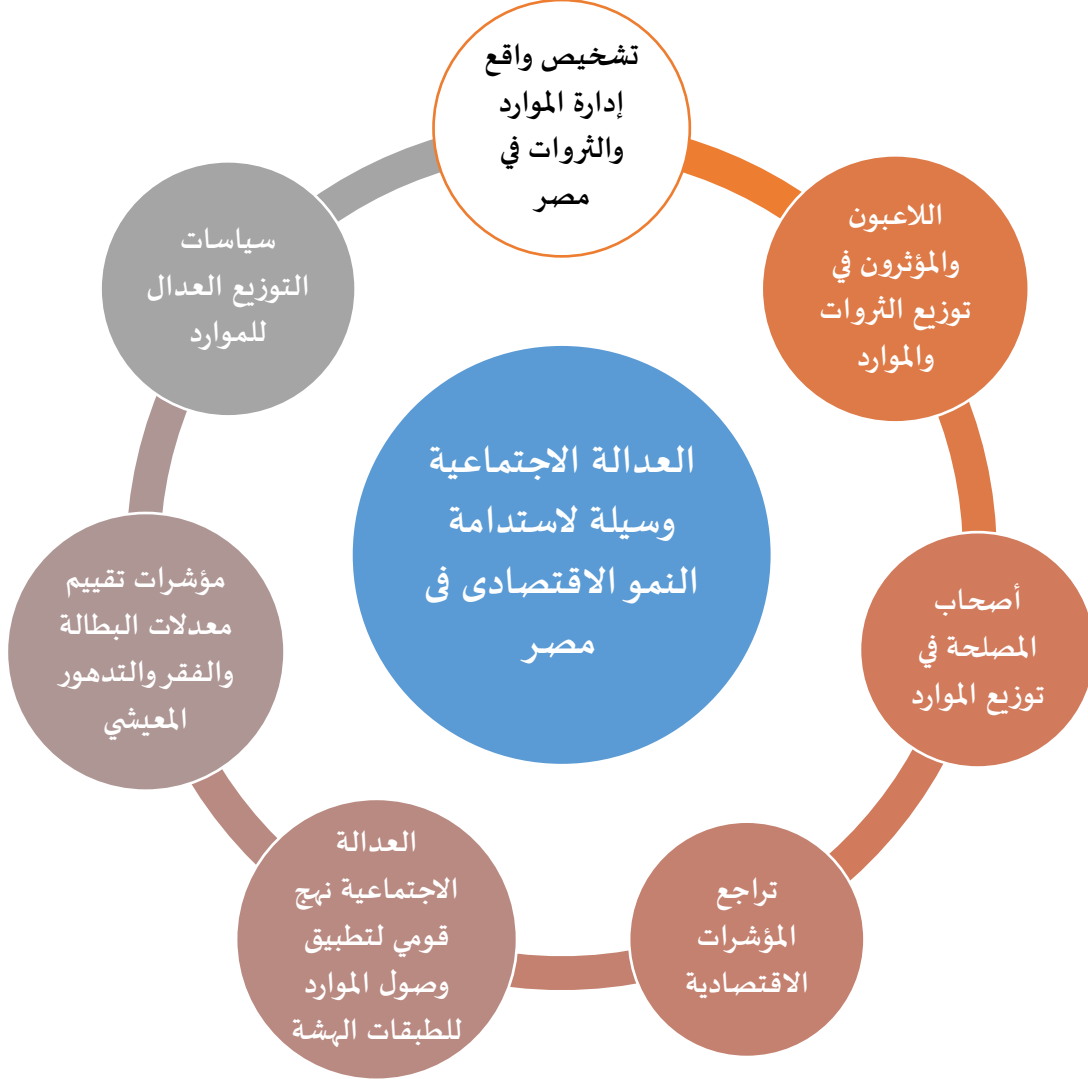 تشخيص واقع
إدارة الموارد
والثروات في
مصر
اللاعبون
والمؤثرون في
توزيع الثروات
والموارد
أصحاب
المصلحة في
توزيع الموارد
تراجع
المؤشرات
الاقتصادية
العدالة
الاجتماعية نهج
قومي لتطبيق
وصول الموارد
للطبقات الهشة
مؤشرات تقييم
معدلات البطالة
والفقر والتدهور
المعيشي
سياسات
التوزيع العدال
للموارد
العدالة الاجتماعية
وسيلة لاستدامة
النمو الاقتصادى فى
مصر